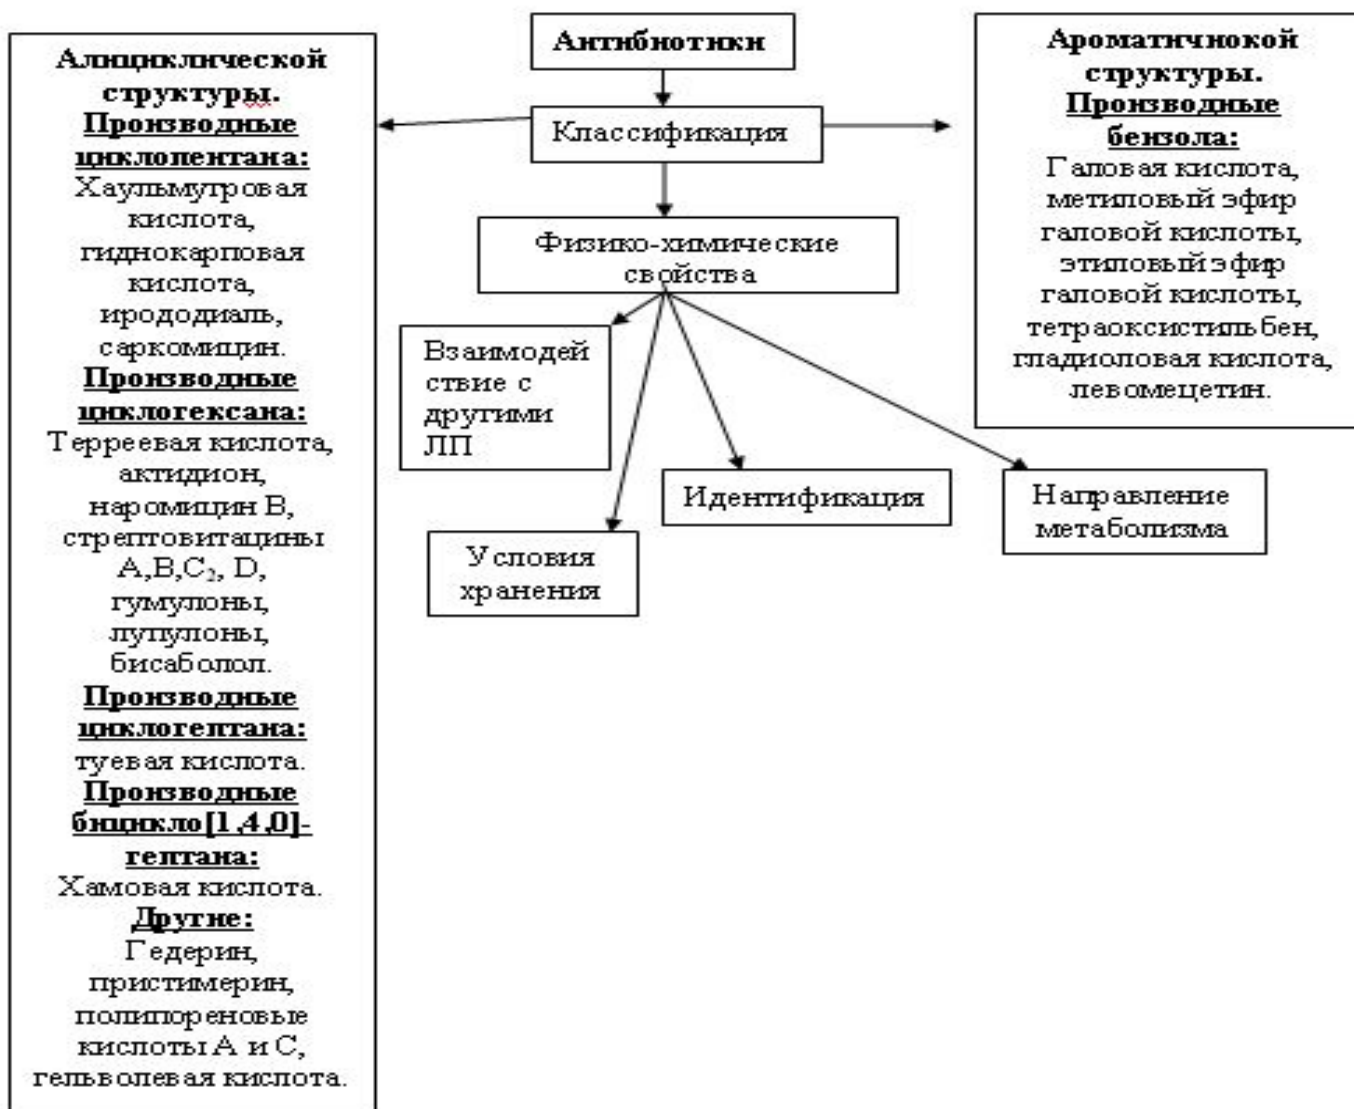 Антибиотики
Классификация
Физико-химические
свойства
Взаимодей
ствие с
другими
ЛП
Условия
хранения
Идентификация
Направление
метаболизма
Алициклической
структуры.
Производные
циклопентана:
Хаульмутровая
кислота,
гиднокарповая
кислота,
ирододиаль,
саркомицин.
Производные
циклогексана:
Терреевая кислота,
актидион,
наромицин В,
стрептовитацины
А,В,С₂, D,
гумулоны,
лупулоны,
бисаболол.
Производные
циклогептана:
туевая кислота.
Производные
бицикло[1,4,0]-
гептана:
Хамовая кислота.
Другие:
Гедерин,
пристимерин,
полипореновые
кислоты А и С,
гельволевая кислота.
Ароматичнокой
структуры.
Производные
бензола:
Галовая кислота,
метиловый эфир
галовой кислоты,
этиловый эфир
галовой кислоты,
тетраоксистильбен,
гладиоловая кислота,
левомецетин.